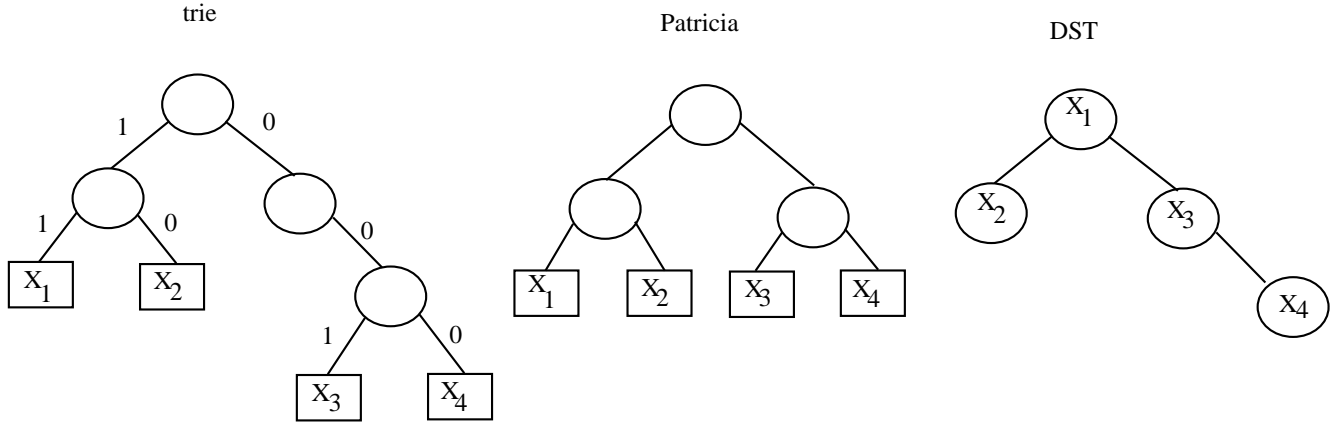 trie
Patricia
DST
1 0
1 0 0
X1 X2
1 0
X3 X4
X1 X2 X3 X4
X1
X2 X3
X4